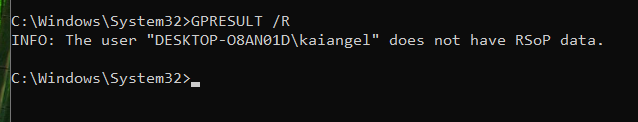 C:\Windows\System32>GPRESULT /R
INFO: The user "DESKTOP-O8AN01D\kaiangel" does not have RSoP data.
C:\Windows\System32>